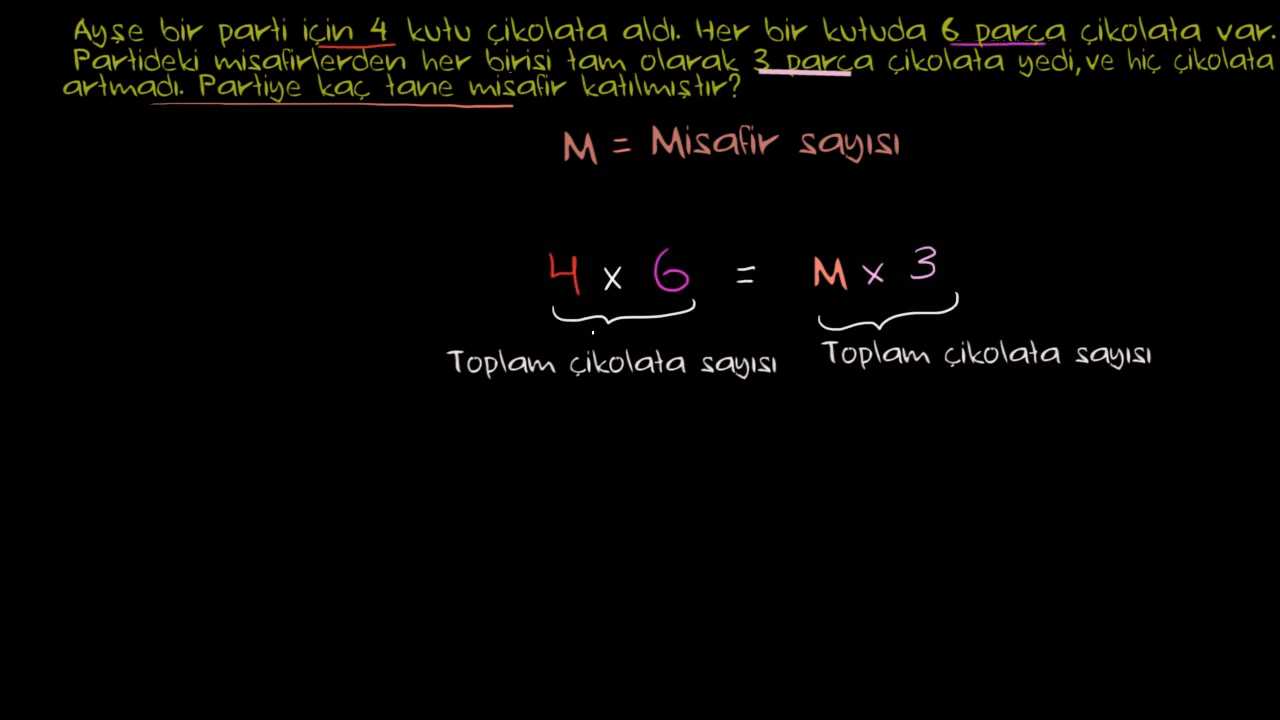 Ayşe bir parti için 4 kutu çikolata aldı. Her bir kutuda 6 parça çikolata var.
Partideki misafirlerden her birisi tam olarak 3 parça çikolata yedi, ve hiç çikolata
artmadı. Partiye kaç tane misafir katılmıştır?
M = Misafir sayısı
4 x 6 = M x 3
Toplam çikolata sayısı Toplam çikolata sayısı